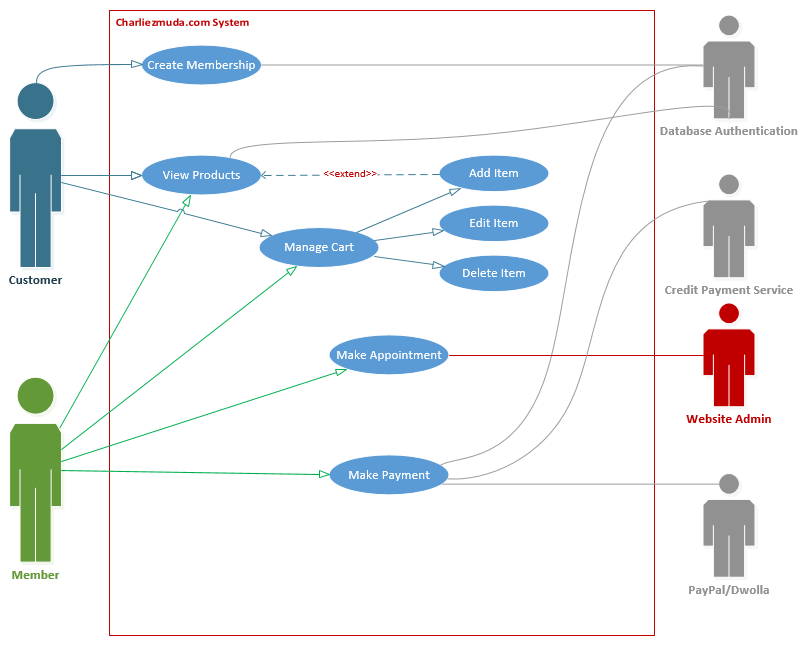 Charliezmuda.com System
Create Membership
Database Authentication
View Products
<<extend>>
Add Item
Edit Item
Manage Cart
Delete Item
Customer
Credit Payment Service
Make Appointment
Website Admin
Make Payment
Member
PayPal/Dwolla